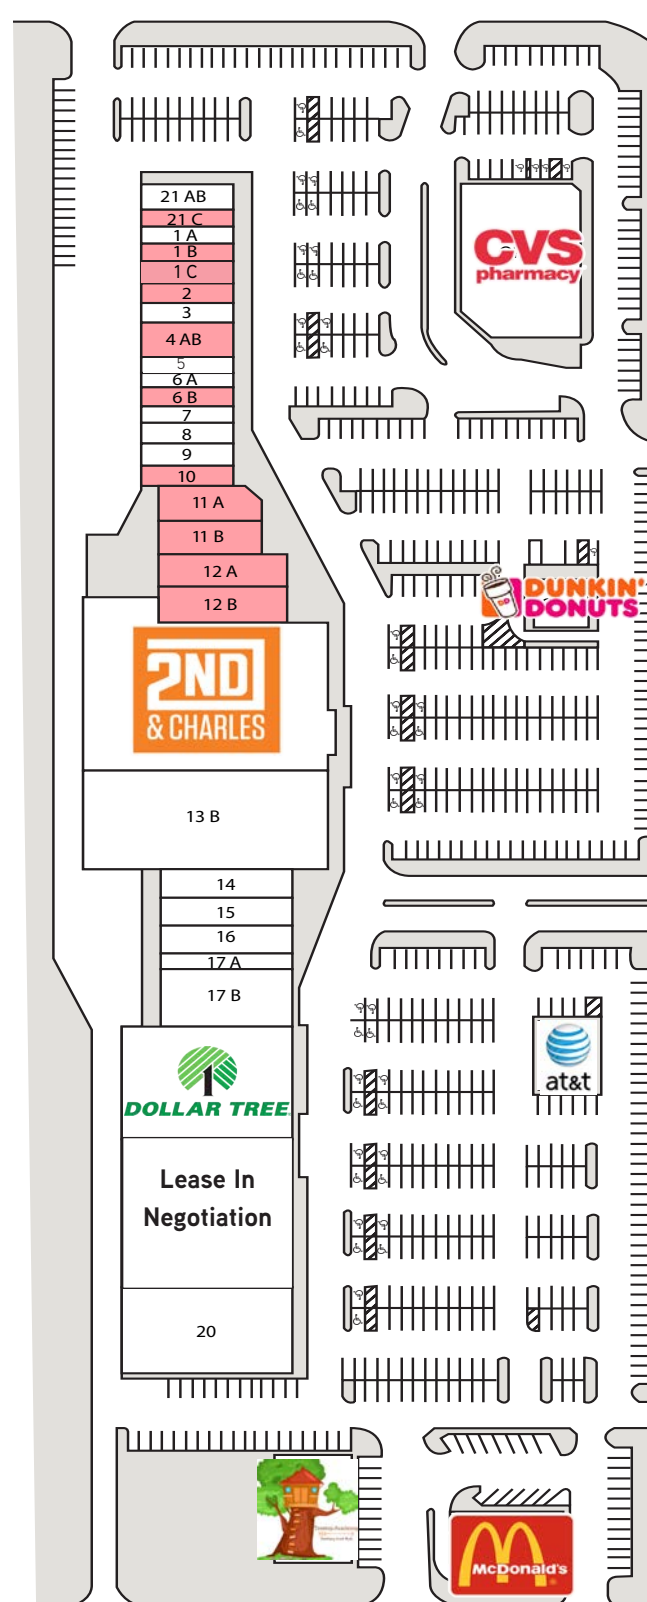 21 AB
21 C
1 A
1 B
1 C
2
3
4 AB
5
6 A
6 B
7
8
9
10
11 A
11 B
12 A
12 B
CVS
pharmacy
DUNKIN'
DONUTS
DD
2ND
& CHARLES
13 B
14
15
16
17 A
17 B
at&t
DOLLAR TREE
Lease In
Negotiation
20
McDonald's